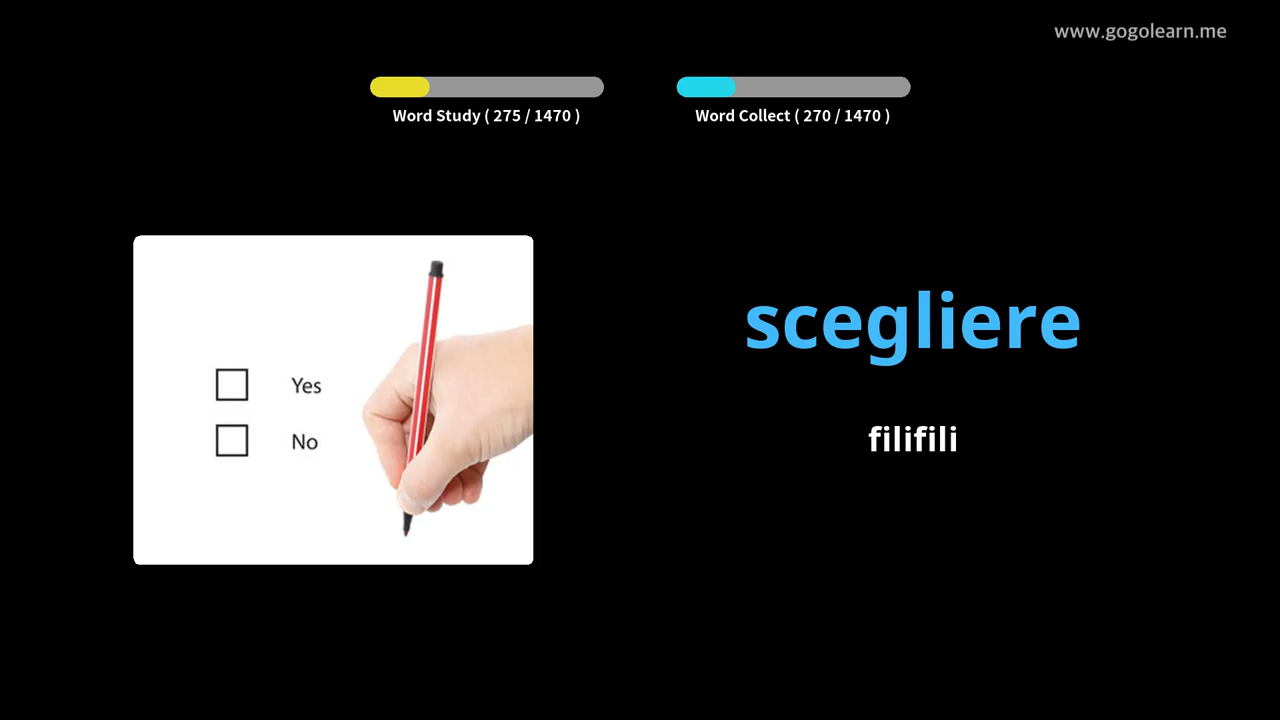 www.gogolearn.me
Word Study ( 275 / 1470 )
Word Collect ( 270 / 1470 )
scegliere
filifili
Yes
No